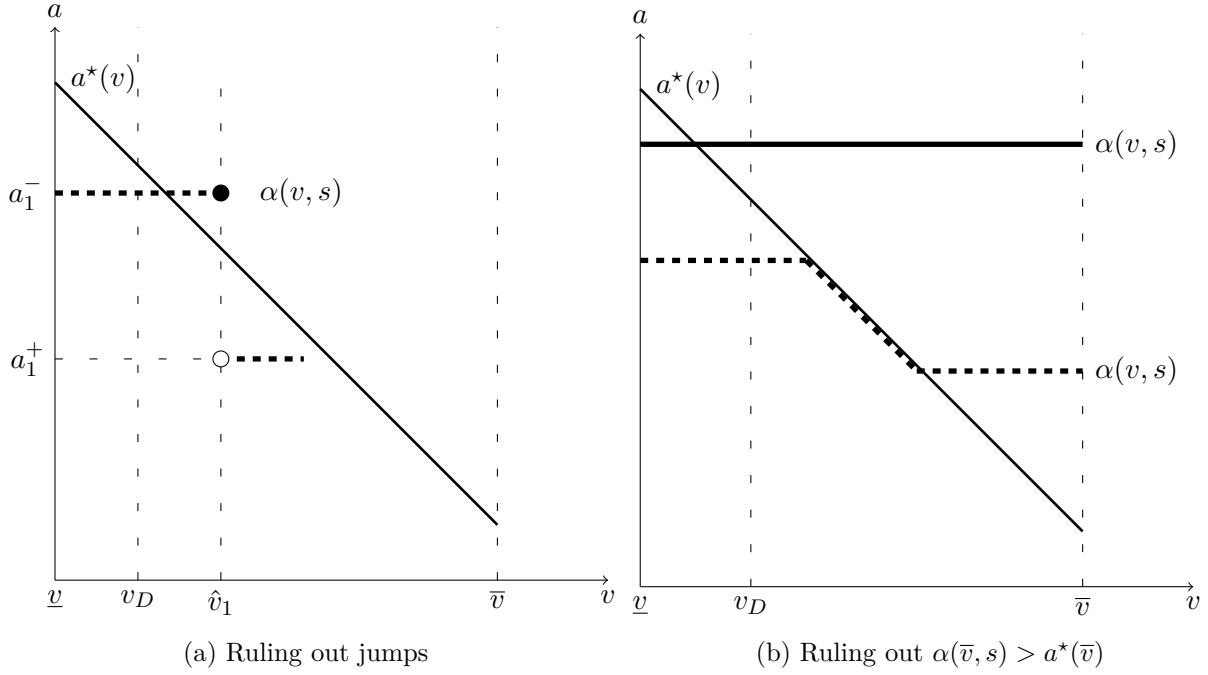 a
a⋆(v)
a₁⁻
α(v, s)
a₁⁺
v̲ v_D v̂₁ v̅ v
(a) Ruling out jumps
a
a⋆(v)
α(v, s)
α(v, s)
v̲ v_D v̅ v
(b) Ruling out α(v̅, s) > a⋆(v̅)